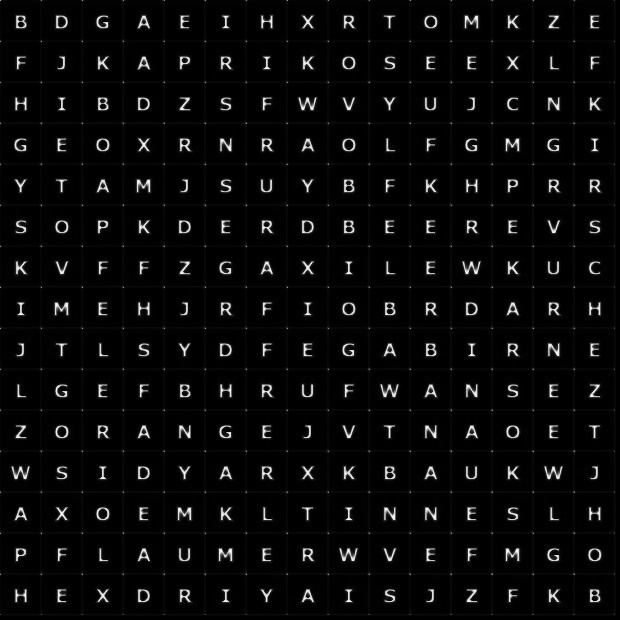 B D G A E I H X R T O M K Z E
F J K A P R I K O S E E X L F
H I B D Z S F W V Y U J C N K
G E O X R N R A O L F G M G I
Y T A M J S U Y B F K H P R R
S O P K D E R D B E E R E V S
K V F F Z G A X I L E W K U C
I M E H J R F I O B R D A R H
J T L S Y D F E G A B I R N E
L G E F B H R U F W A N S E Z
Z O R A N G E J V T N A O E T
W S I D Y A R X K B A U K W J
A X O E M K L T I N N E S L H
P F L A U M E R W V E F M G O
H E X D R I Y A I S J Z F K B